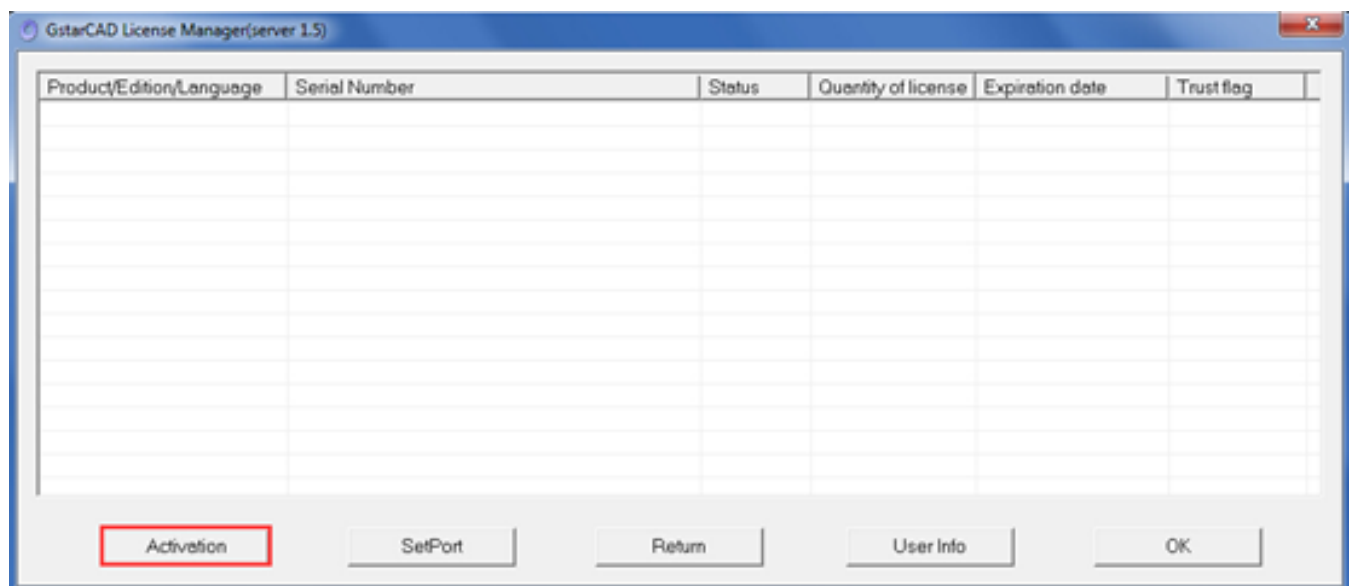 GstarCAD License Manager(server 1.5)
Product/Edition/Language Serial Number Status Quantity of license Expiration date Trust flag
Activation SetPort Return User Info OK